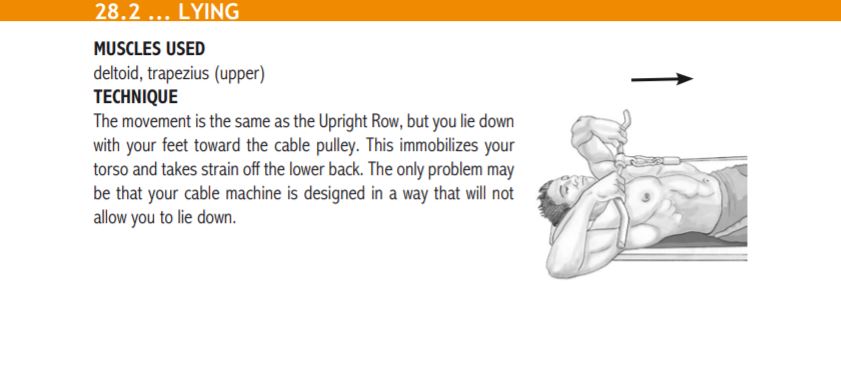 28.2 ... LYING
MUSCLES USED
deltoid, trapezius (upper)
TECHNIQUE
The movement is the same as the Upright Row, but you lie down
with your feet toward the cable pulley. This immobilizes your
torso and takes strain off the lower back. The only problem may
be that your cable machine is designed in a way that will not
allow you to lie down.